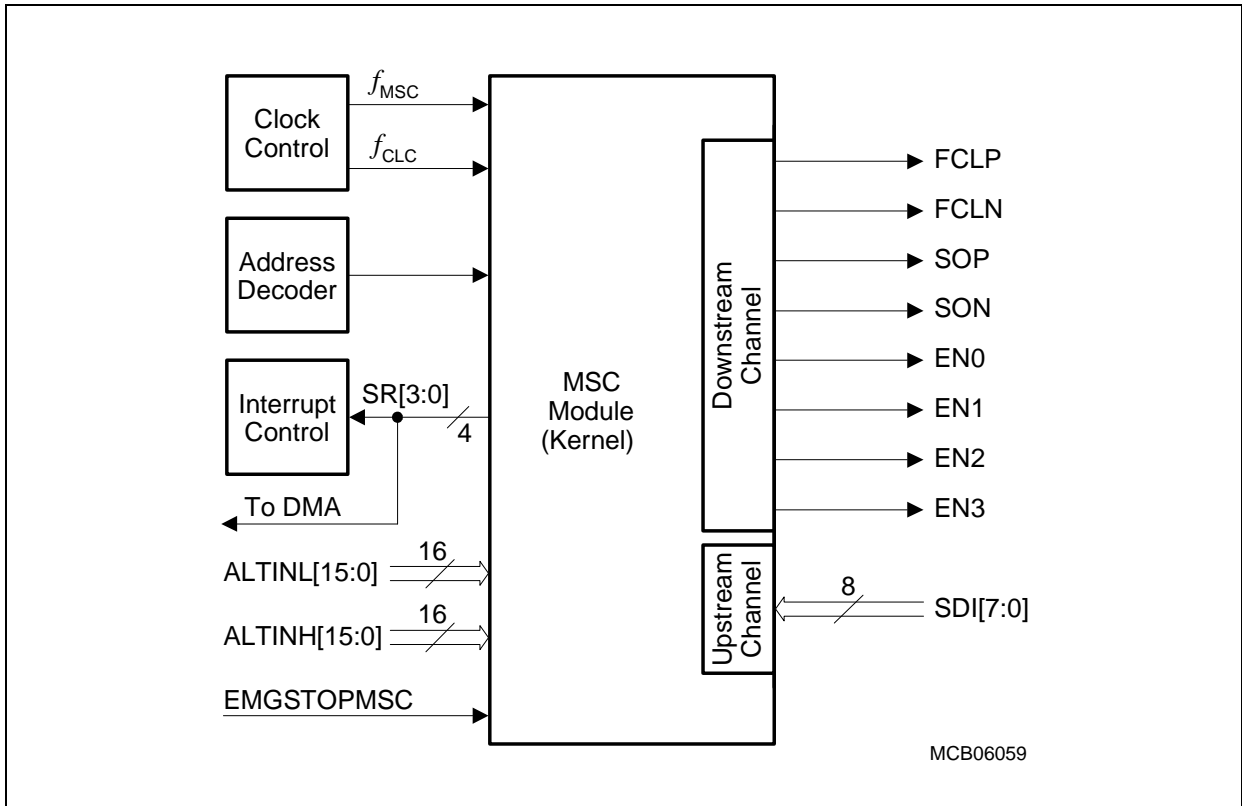 Clock
Control
fMSC
fCLC
Address
Decoder
Interrupt
Control
SR[3:0]
4
To DMA
ALTINL[15:0]
16
ALTINH[15:0]
16
EMGSTOPMSC
MSC
Module
(Kernel)
Downstream
Channel
Upstream
Channel
FCLP
FCLN
SOP
SON
EN0
EN1
EN2
EN3
8
SDI[7:0]
MCB06059